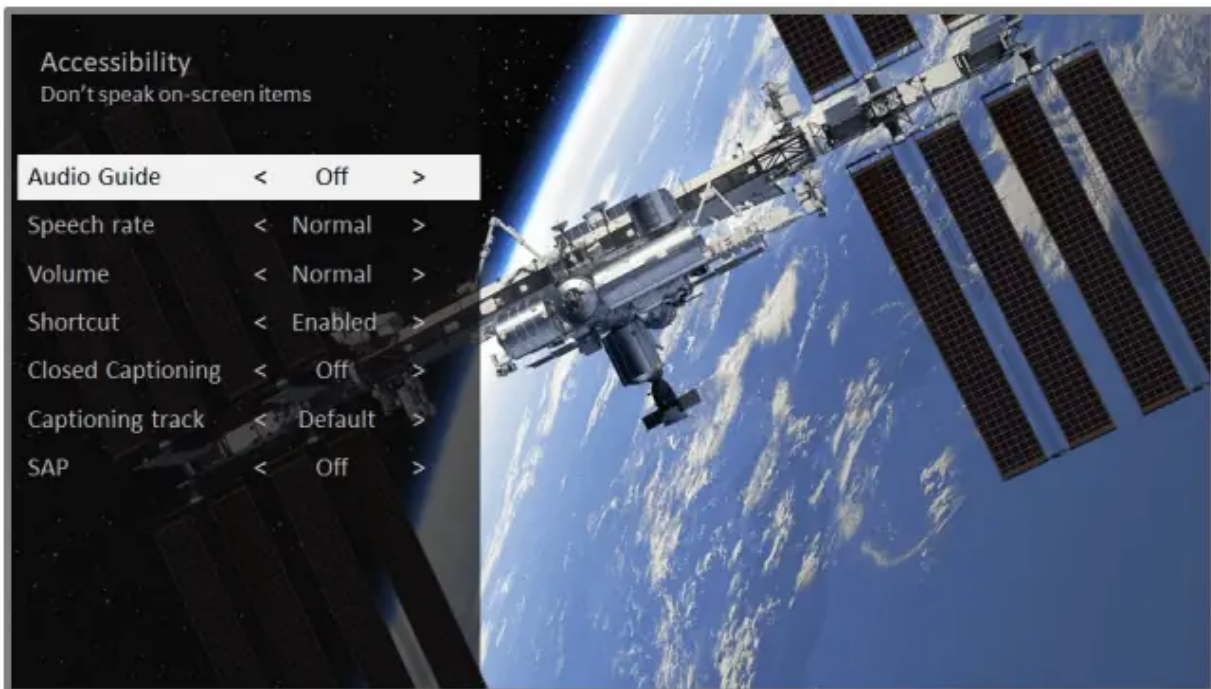 Accessibility
Don't speak on-screen items
Audio Guide < Off >
Speech rate < Normal >
Volume < Normal >
Shortcut < Enabled >
Closed Captioning < Off >
Captioning track < Default >
SAP < Off >